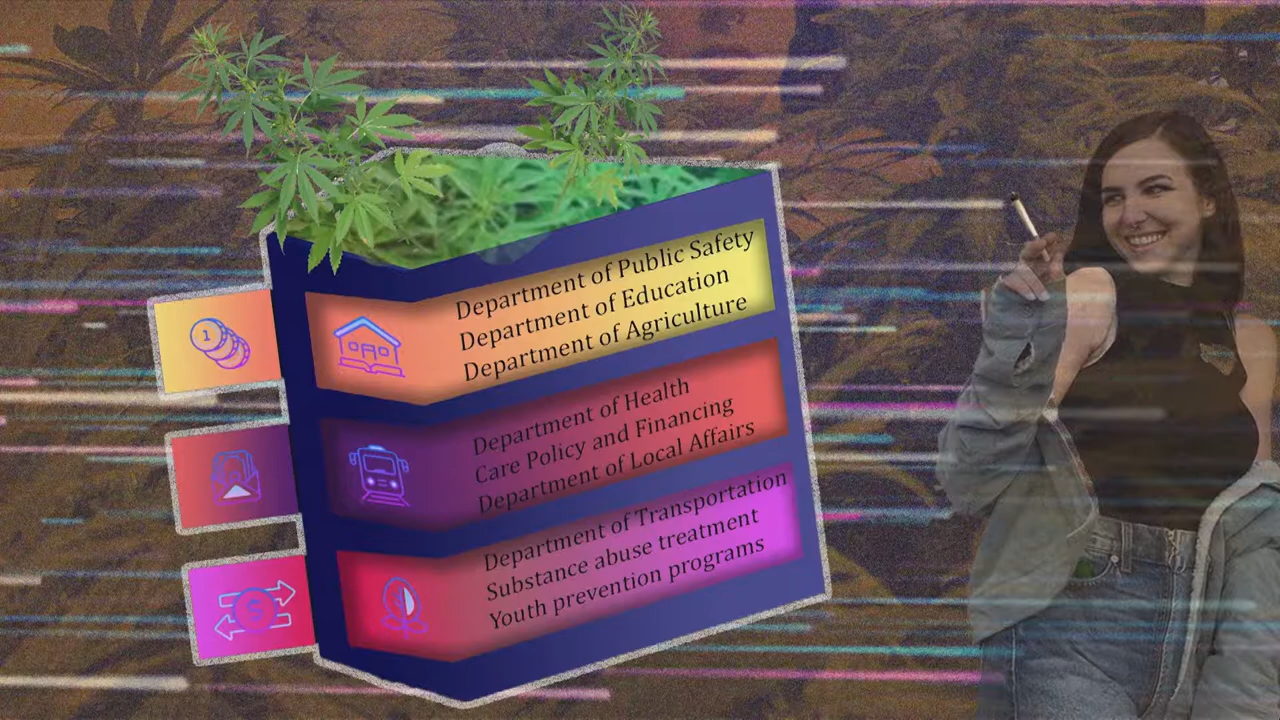 Department of Public Safety
Department of Education
Department of Agriculture
Department of Health
Care Policy and Financing
Department of Local Affairs
Department of Transportation
Substance abuse treatment
Youth prevention programs
1
$